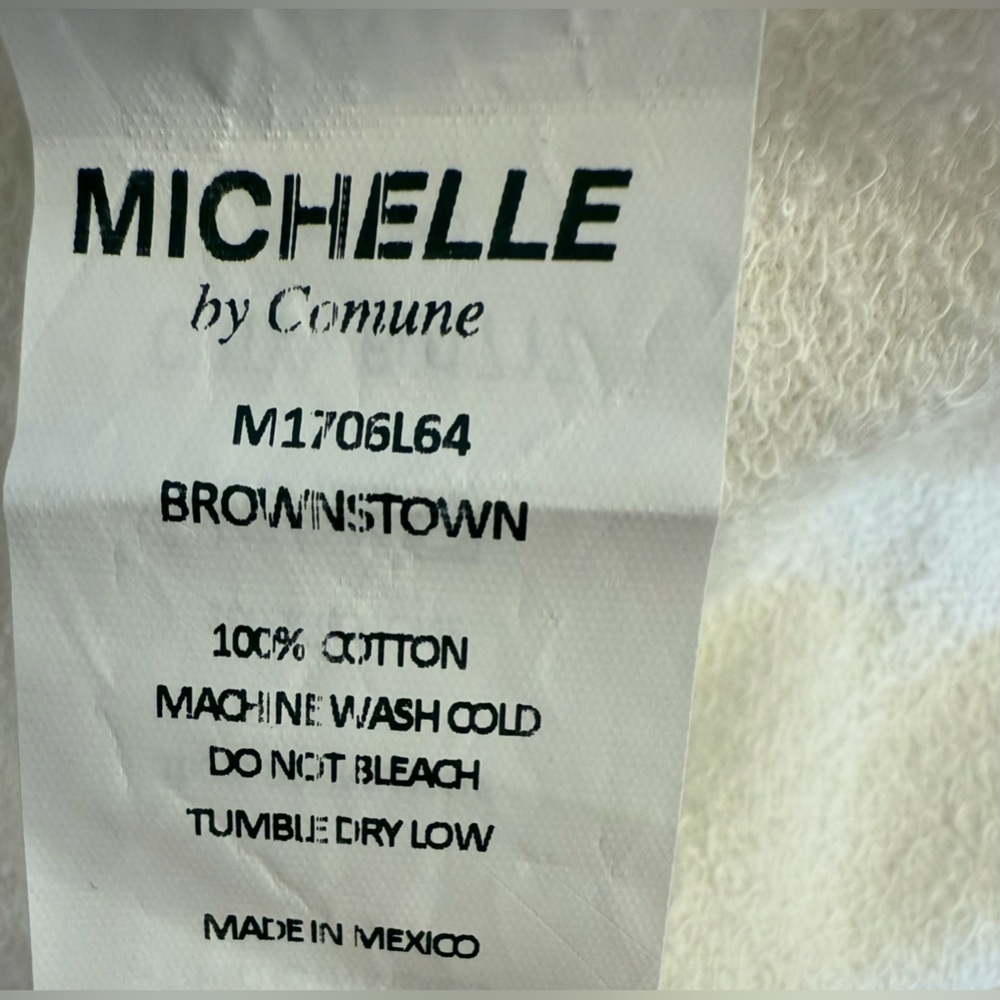 MICHELLE
by Comune
M1706L64
BROWNSTOWN
100% COTTON
MACHINE WASH COLD
DO NOT BLEACH
TUMBLE DRY LOW
MADE IN MEXICO